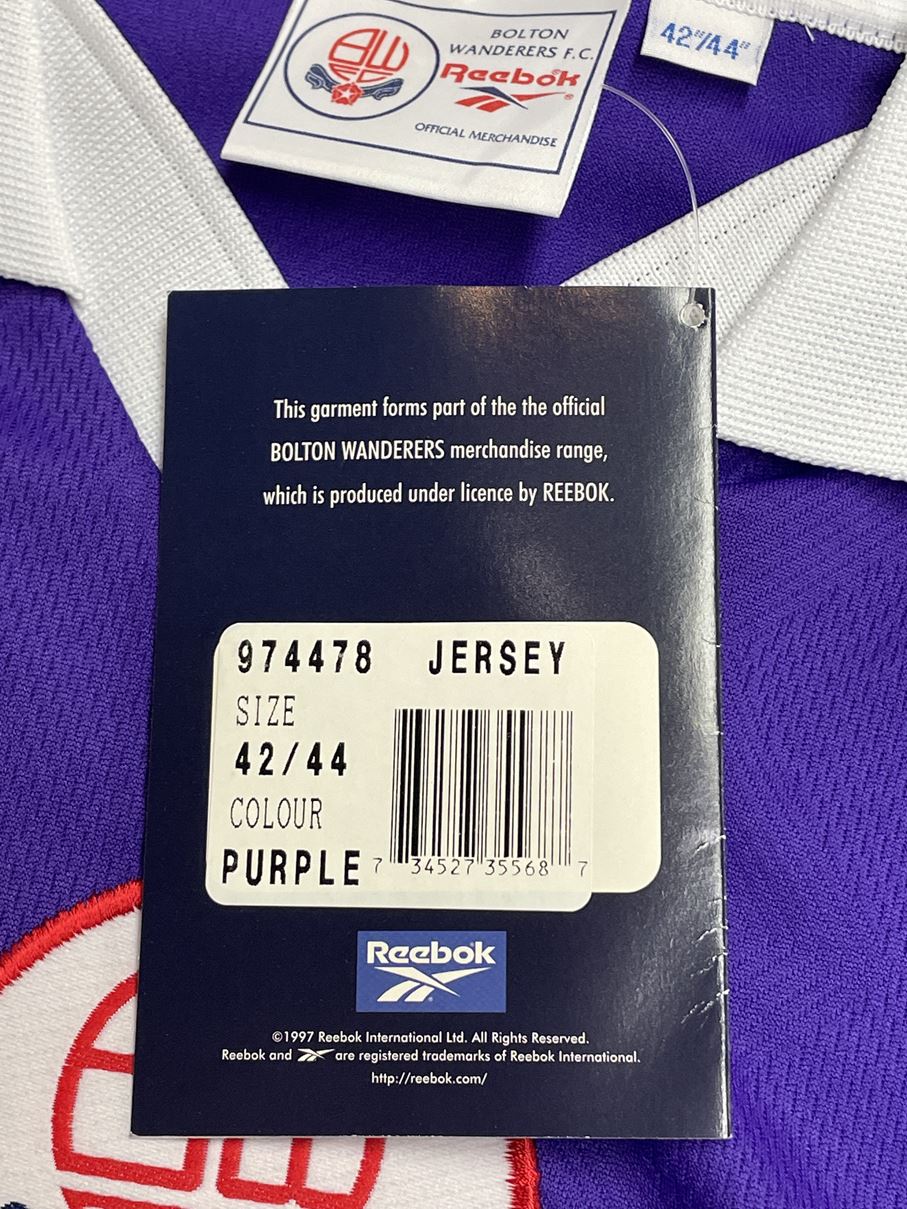 BOLTON
WANDERERS F.C.
Reebok
OFFICIAL MERCHANDISE
42"/44"
This garment forms part of the the official
BOLTON WANDERERS merchandise range,
which is produced under licence by REEBOK.
974478 JERSEY
SIZE
42/44
COLOUR
PURPLE
7 34527 35568 7
Reebok
©1997 Reebok International Ltd. All Rights Reserved.
Reebok and are registered trademarks of Reebok International.
http://reebok.com/